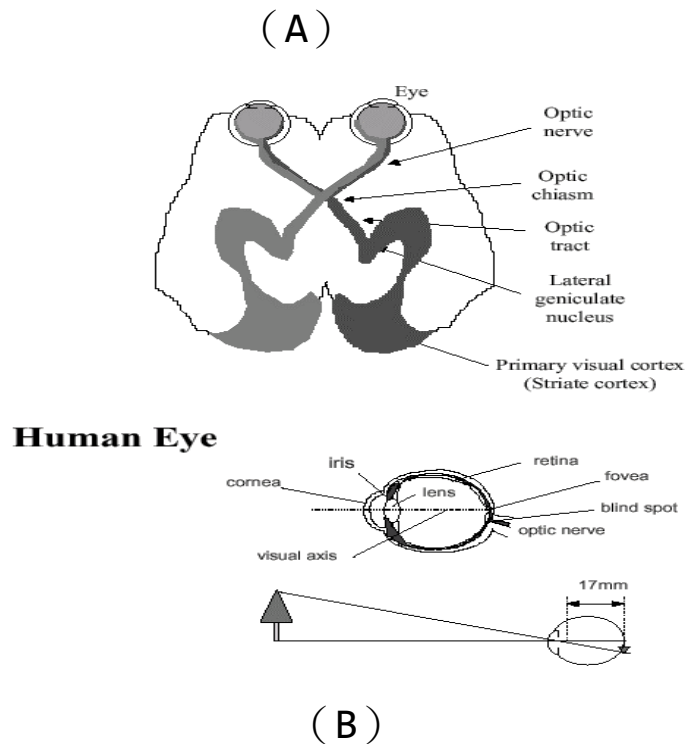 (A)
Eye
Optic
nerve
Optic
chiasm
Optic
tract
Lateral
geniculate
nucleus
Primary visual cortex
(Striate cortex)
Human Eye
iris
retina
cornea
lens
fovea
blind spot
optic nerve
visual axis
17mm
(B)